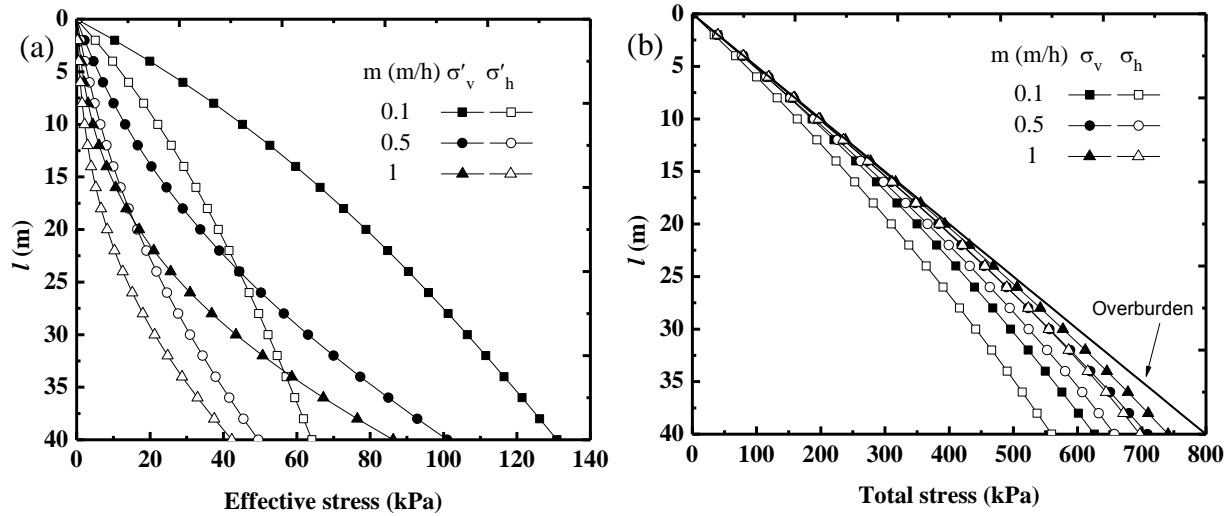 (a)
m (m/h) σ′v σ′h
0.1
0.5
1
0
5
10
15
20
25
30
35
40
l (m)
0 20 40 60 80 100 120 140
Effective stress (kPa)
(b)
m (m/h) σv σh
0.1
0.5
1
Overburden
0
5
10
15
20
25
30
35
40
l (m)
0 100 200 300 400 500 600 700 800
Total stress (kPa)